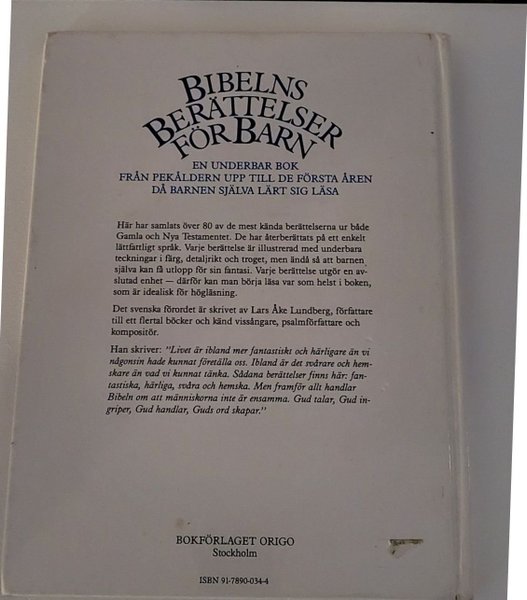 BIBELNS
BERÄTTELSER
FÖR BARN
EN UNDERBAR BOK
FRÅN PEKÅLDERN UPP TILL DE FÖRSTA ÅREN
DÅ BARNEN SJÄLVA LÄRT SIG LÄSA
Här har samlats över 80 av de mest kända berättelserna ur både
Gamla och Nya Testamentet. De har återberättats på ett enkelt
lättfattligt språk. Varje berättelse är illustrerad med underbara
teckningar i färg, detaljrikt och troget, men ändå så att barnen
själva kan få utlopp för sin fantasi. Varje berättelse utgör en av-
slutad enhet — därför kan man börja läsa var som helst i boken,
som är idealisk för högläsning.
Det svenska förordet är skrivet av Lars Åke Lundberg, författare
till ett flertal böcker och känd vissångare, psalmförfattare och
kompositör.
Han skriver: "Livet är ibland mer fantastiskt och härligare än vi
någonsin hade kunnat föreställa oss. Ibland är det svårare och hem-
skare än vad vi kunnat tänka. Sådana berättelser finns här: fan-
tastiska, härliga, svåra och hemska. Men framför allt handlar
Bibeln om att människorna inte är ensamma. Gud talar, Gud in-
griper, Gud handlar, Guds ord skapar."
BOKFÖRLAGET ORIGO
Stockholm
ISBN 91-7890-034-4